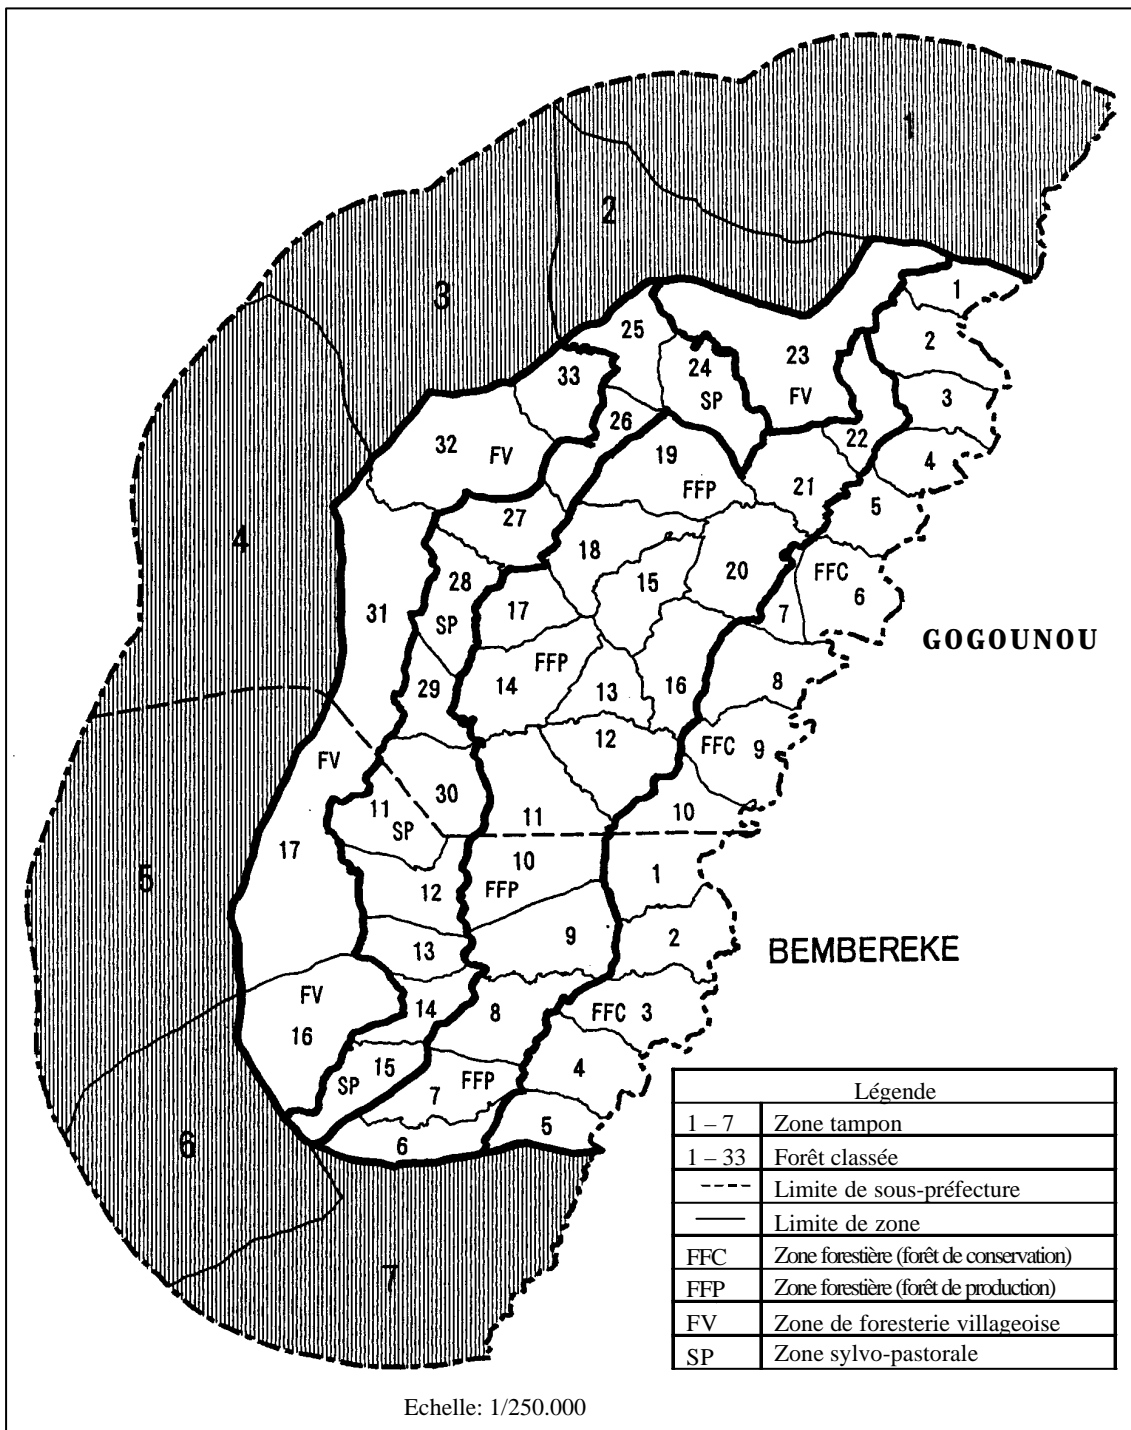 1
2
3
1
25
2
23
24
33
SP
FV
3
26
22
32
FV
19
4
FFP
21
5
27
4
18
28
15
20
FFC
6
17
7
31
SP
GOGOUNOU
FFP
14
29
13
16
8
12
FFC
9
FV
30
11
SP
11
10
17
10
5
12
FFP
1
13
9
2
BEMBEREKE
FV
14
8
FFC
3
16
15
4
SP
7
FFP
6
6
5
7
Légende
1 – 7 Zone tampon
1 – 33 Forêt classée
Limite de sous-préfecture
Limite de zone
FFC Zone forestière (forêt de conservation)
FFP Zone forestière (forêt de production)
FV Zone de foresterie villageoise
SP Zone sylvo-pastorale
Echelle: 1/250.000